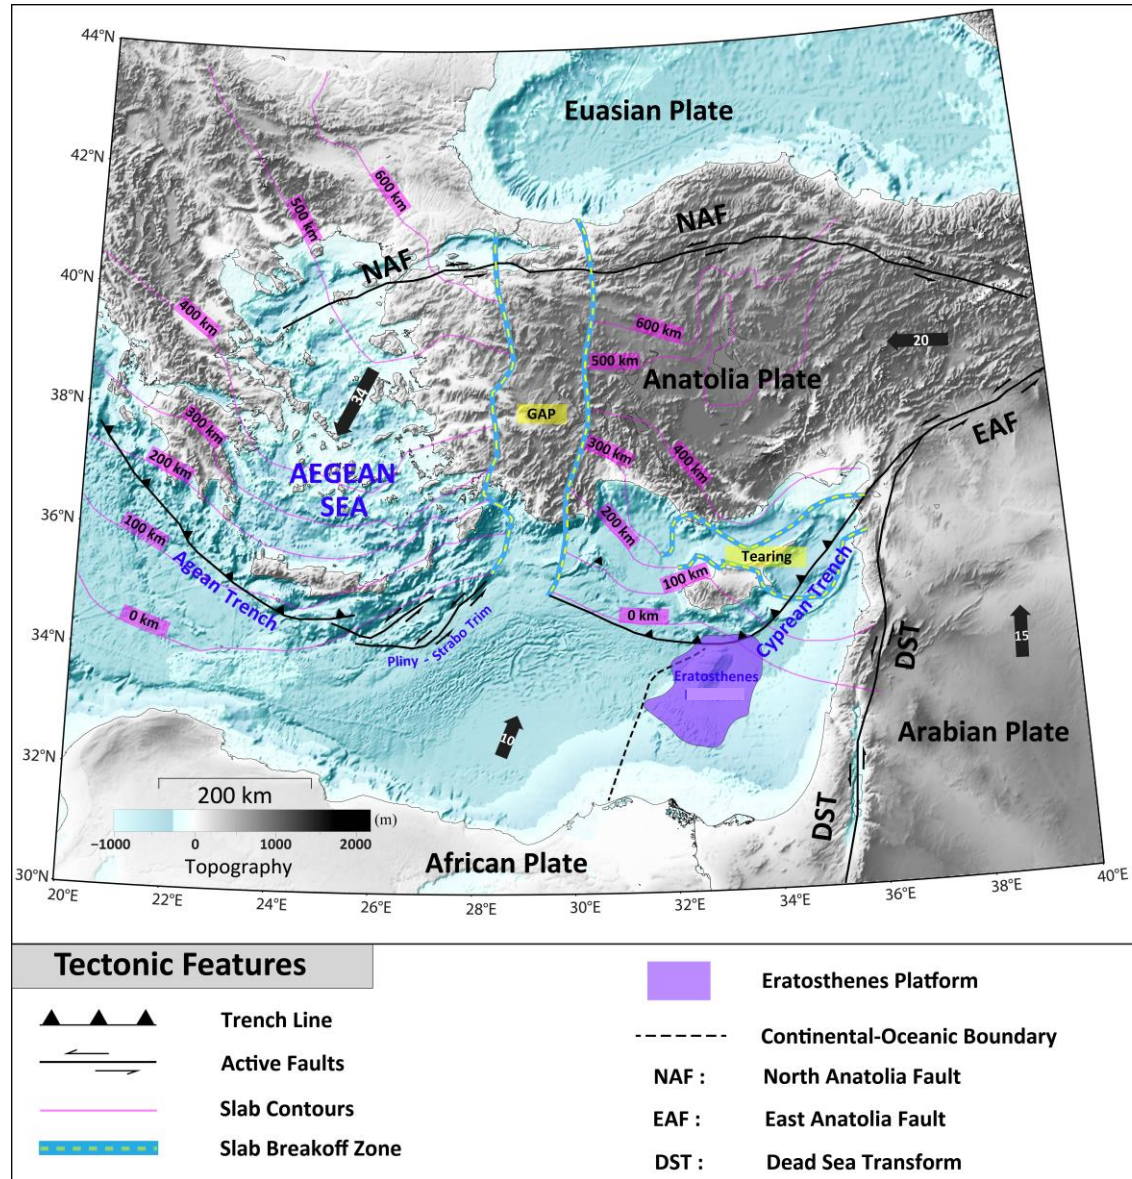 44°N
42°N
40°N
38°N
36°N
34°N
32°N
30°N
20°E
22°E
24°E
26°E
28°E
30°E
32°E
34°E
36°E
38°E
40°E
Euasian Plate
600 km
500 km
NAF
NAF
400 km
34
600 km
500 km
20
Anatolia Plate
GAP
EAF
300 km
200 km
AEGEAN
SEA
300 km
400 km
200 km
100 km
Agean Trench
0 km
Tearing
100 km
0 km
Cyprean Trench
Pliny - Strabo Trim
Eratosthenes
DST
15
10
Arabian Plate
DST
200 km
(m)
−1000
0
1000
2000
Topography
African Plate
Tectonic Features
Trench Line
Active Faults
Slab Contours
Slab Breakoff Zone
Eratosthenes Platform
Continental-Oceanic Boundary
NAF : North Anatolia Fault
EAF : East Anatolia Fault
DST : Dead Sea Transform